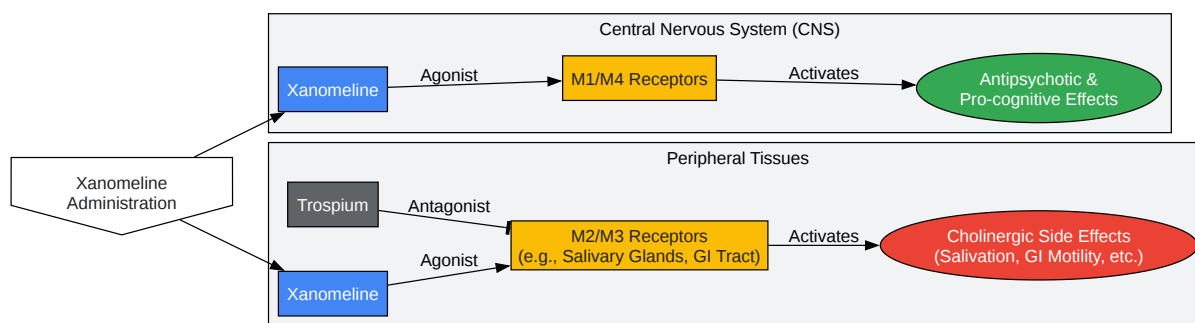 Central Nervous System (CNS)
Xanomeline
Agonist
M1/M4 Receptors
Activates
Antipsychotic &
Pro-cognitive Effects
Xanomeline
Administration
Peripheral Tissues
Trospium
Antagonist
Xanomeline
Agonist
M2/M3 Receptors
(e.g., Salivary Glands, GI Tract)
Activates
Cholinergic Side Effects
(Salivation, GI Motility, etc.)